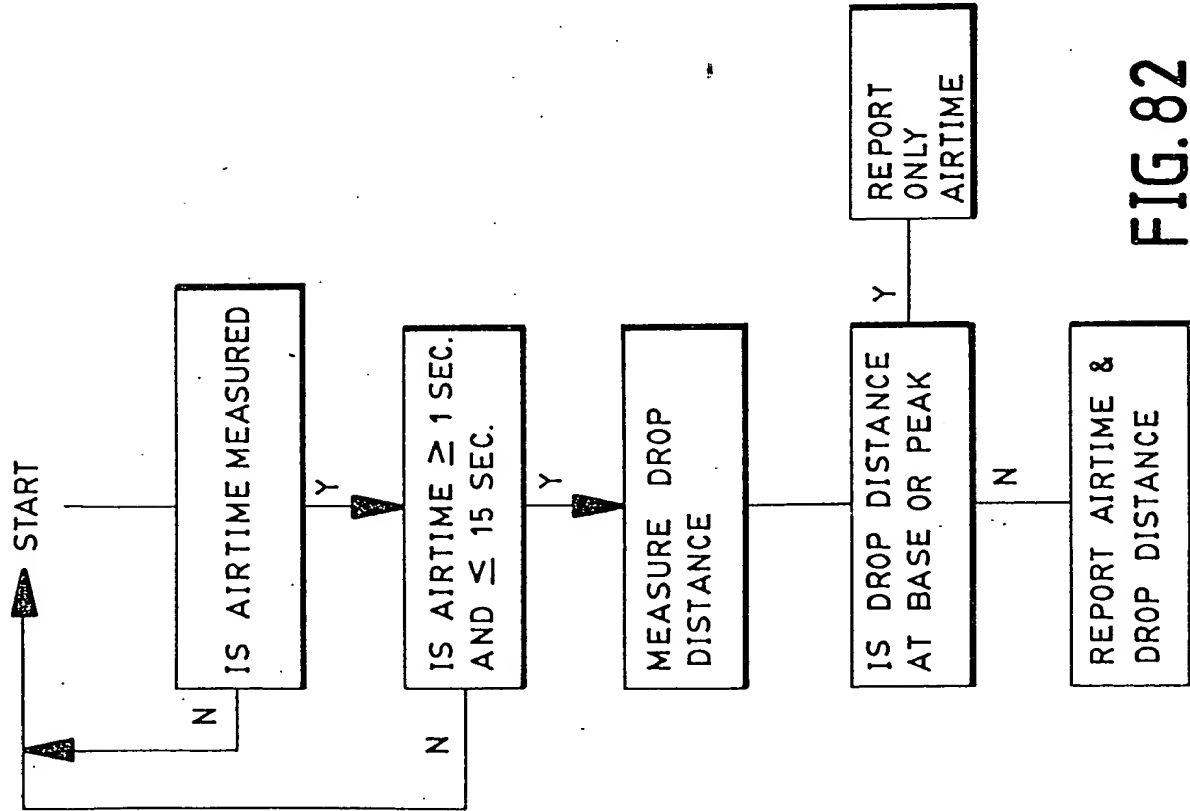 START
IS AIRTIME MEASURED
N
Y
IS AIRTIME ≥ 1 SEC.
AND ≤ 15 SEC.
N
Y
MEASURE DROP
DISTANCE
IS DROP DISTANCE
AT BASE OR PEAK
Y
REPORT
ONLY
AIRTIME
N
REPORT AIRTIME &
DROP DISTANCE
FIG. 82